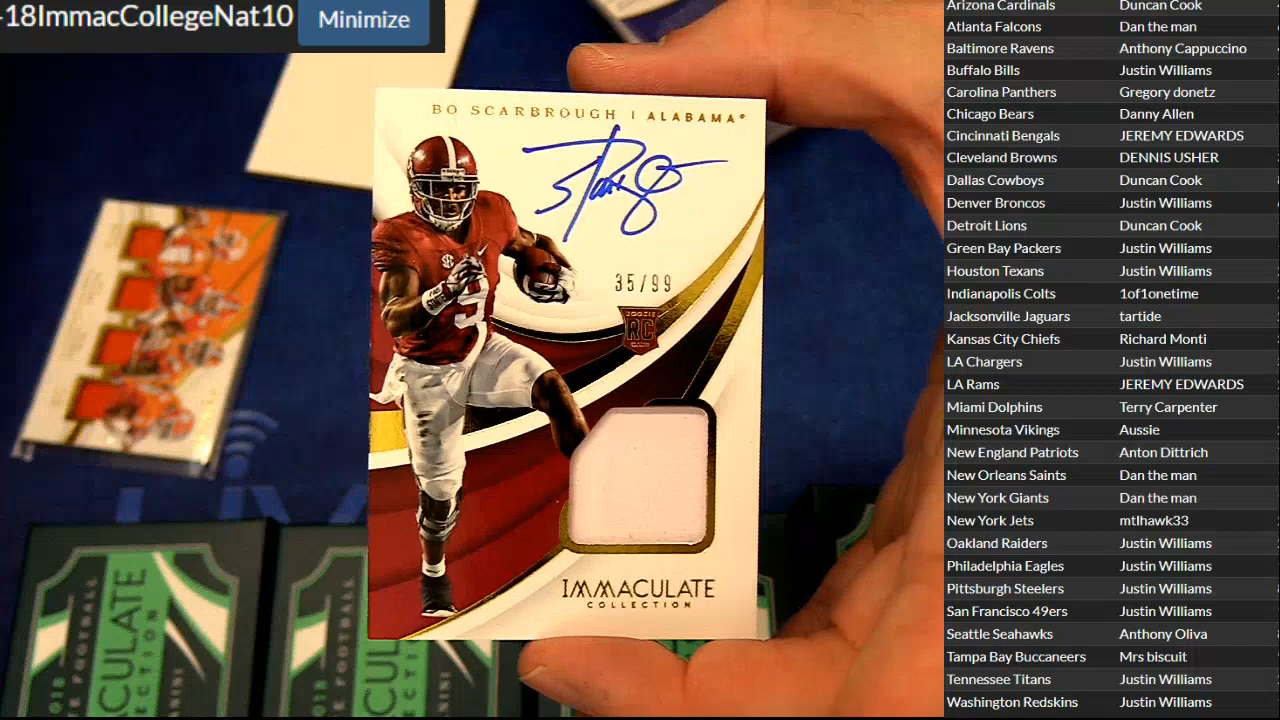 -18ImmacCollegeNat10
Minimize
BO SCARBROUGH | ALABAMA
35/99
ROOKIE
RC
9
IMMACULATE
COLLECTION
Arizona Cardinals Duncan Cook
Atlanta Falcons Dan the man
Baltimore Ravens Anthony Cappuccino
Buffalo Bills Justin Williams
Carolina Panthers Gregory donetz
Chicago Bears Danny Allen
Cincinnati Bengals JEREMY EDWARDS
Cleveland Browns DENNIS USHER
Dallas Cowboys Duncan Cook
Denver Broncos Justin Williams
Detroit Lions Duncan Cook
Green Bay Packers Justin Williams
Houston Texans Justin Williams
Indianapolis Colts 1of1onetime
Jacksonville Jaguars tartide
Kansas City Chiefs Richard Monti
LA Chargers Justin Williams
LA Rams JEREMY EDWARDS
Miami Dolphins Terry Carpenter
Minnesota Vikings Aussie
New England Patriots Anton Dittrich
New Orleans Saints Dan the man
New York Giants Dan the man
New York Jets mtlhawk33
Oakland Raiders Justin Williams
Philadelphia Eagles Justin Williams
Pittsburgh Steelers Justin Williams
San Francisco 49ers Justin Williams
Seattle Seahawks Anthony Oliva
Tampa Bay Buccaneers Mrs biscuit
Tennessee Titans Justin Williams
Washington Redskins Justin Williams